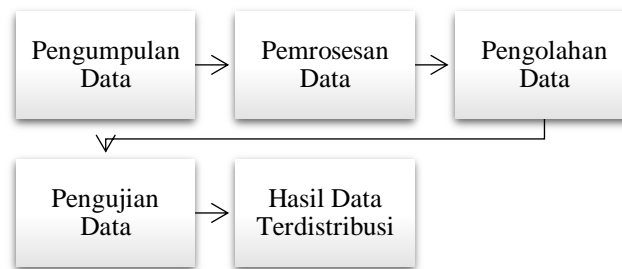 Pengumpulan
Data
Pemrosesan
Data
Pengolahan
Data
Pengujian
Data
Hasil Data
Terdistribusi